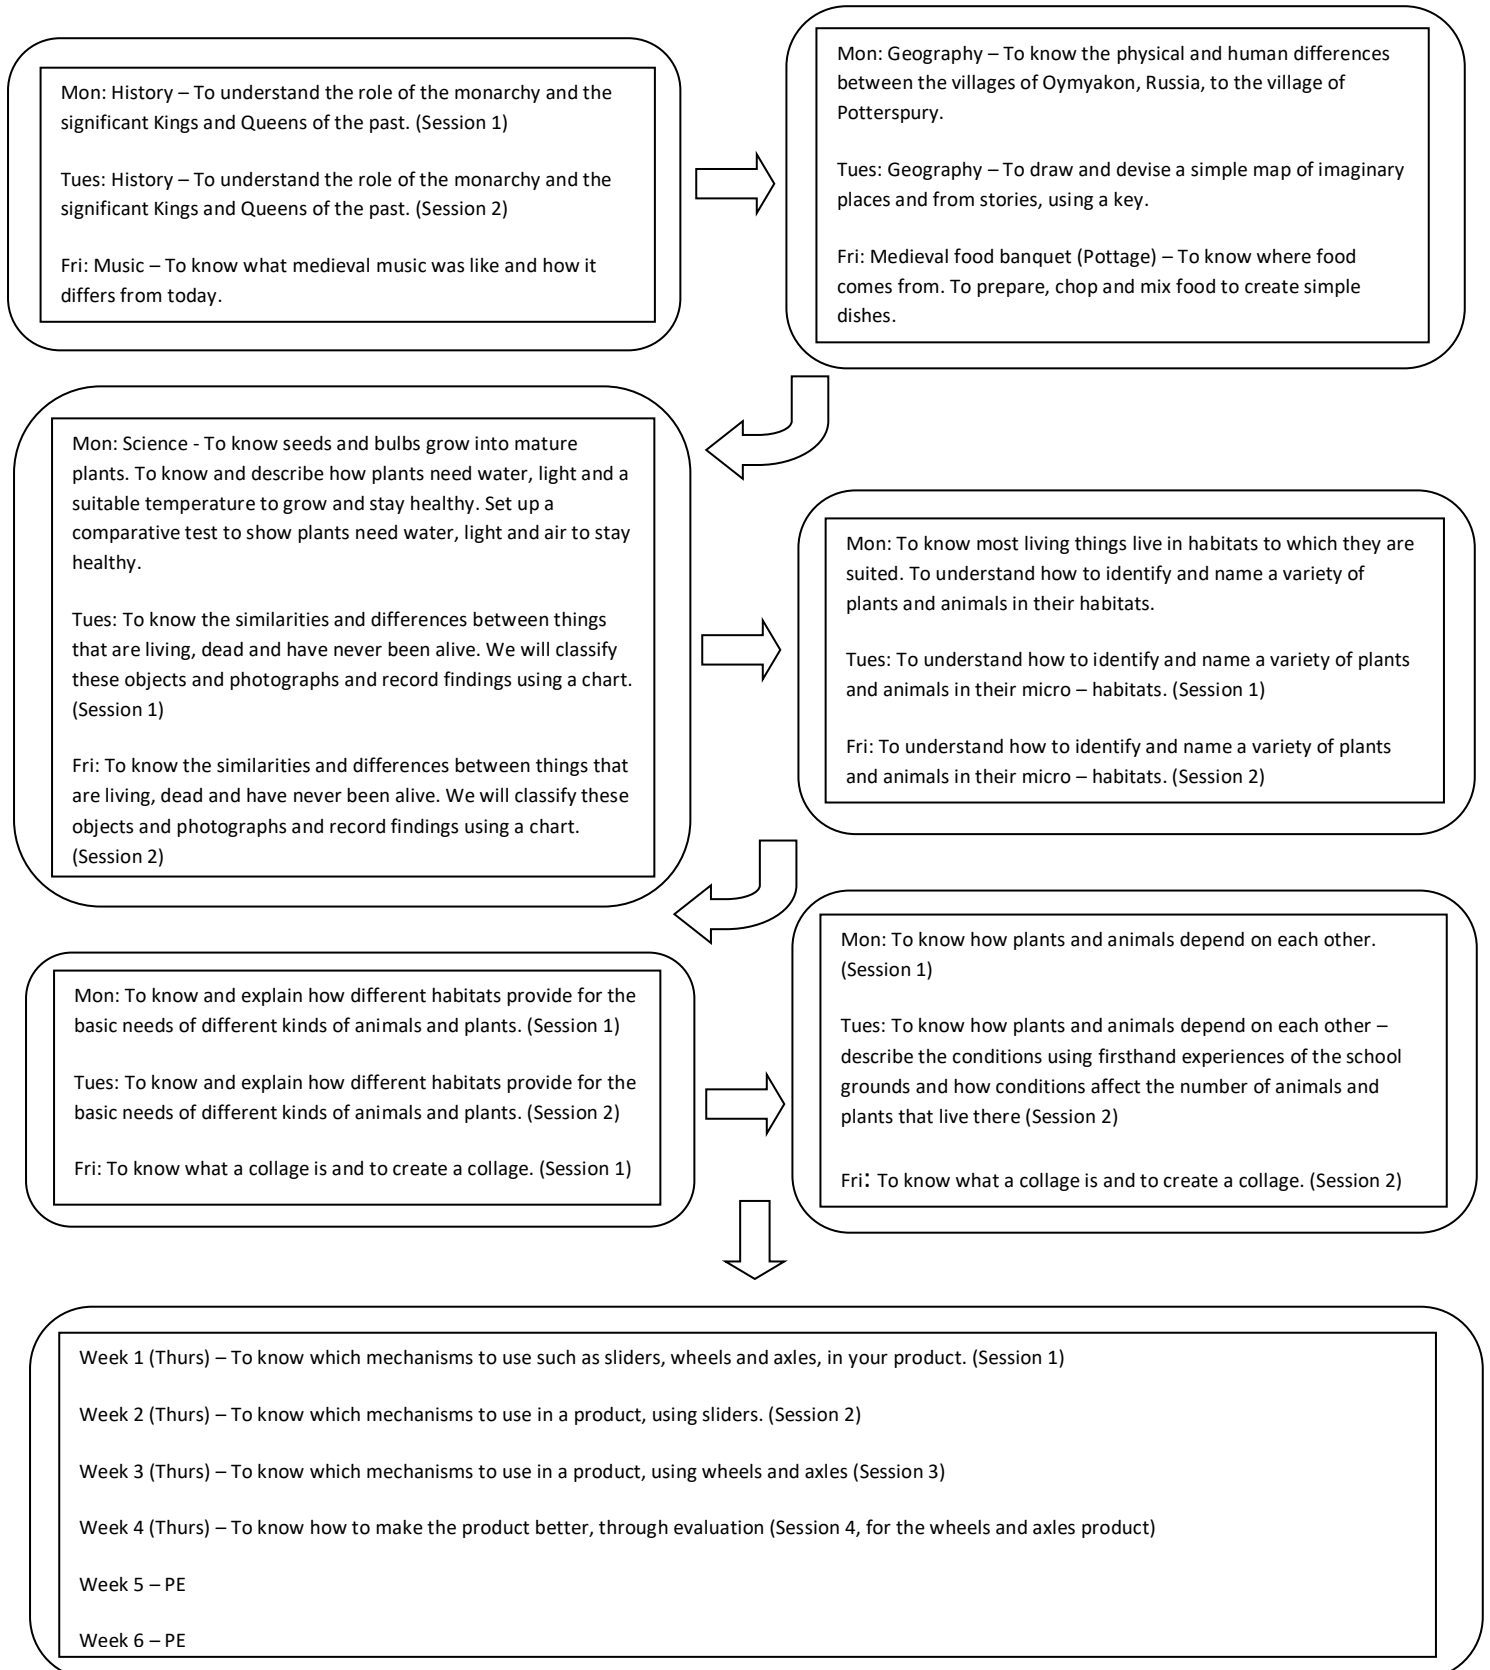 Mon: History – To understand the role of the monarchy and the
significant Kings and Queens of the past. (Session 1)
Tues: History – To understand the role of the monarchy and the
significant Kings and Queens of the past. (Session 2)
Fri: Music – To know what medieval music was like and how it
differs from today.
Mon: Geography – To know the physical and human differences
between the villages of Oymyakon, Russia, to the village of
Potterspury.
Tues: Geography – To draw and devise a simple map of imaginary
places and from stories, using a key.
Fri: Medieval food banquet (Pottage) – To know where food
comes from. To prepare, chop and mix food to create simple
dishes.
Mon: Science - To know seeds and bulbs grow into mature
plants. To know and describe how plants need water, light and a
suitable temperature to grow and stay healthy. Set up a
comparative test to show plants need water, light and air to stay
healthy.
Tues: To know the similarities and differences between things
that are living, dead and have never been alive. We will classify
these objects and photographs and record findings using a chart.
(Session 1)
Fri: To know the similarities and differences between things that
are living, dead and have never been alive. We will classify these
objects and photographs and record findings using a chart.
(Session 2)
Mon: To know most living things live in habitats to which they are
suited. To understand how to identify and name a variety of
plants and animals in their habitats.
Tues: To understand how to identify and name a variety of plants
and animals in their micro – habitats. (Session 1)
Fri: To understand how to identify and name a variety of plants
and animals in their micro – habitats. (Session 2)
Mon: To know and explain how different habitats provide for the
basic needs of different kinds of animals and plants. (Session 1)
Tues: To know and explain how different habitats provide for the
basic needs of different kinds of animals and plants. (Session 2)
Fri: To know what a collage is and to create a collage. (Session 1)
Mon: To know how plants and animals depend on each other.
(Session 1)
Tues: To know how plants and animals depend on each other –
describe the conditions using firsthand experiences of the school
grounds and how conditions affect the number of animals and
plants that live there (Session 2)
Fri: To know what a collage is and to create a collage. (Session 2)
Week 1 (Thurs) – To know which mechanisms to use such as sliders, wheels and axles, in your product. (Session 1)
Week 2 (Thurs) – To know which mechanisms to use in a product, using sliders. (Session 2)
Week 3 (Thurs) – To know which mechanisms to use in a product, using wheels and axles (Session 3)
Week 4 (Thurs) – To know how to make the product better, through evaluation (Session 4, for the wheels and axles product)
Week 5 – PE
Week 6 – PE